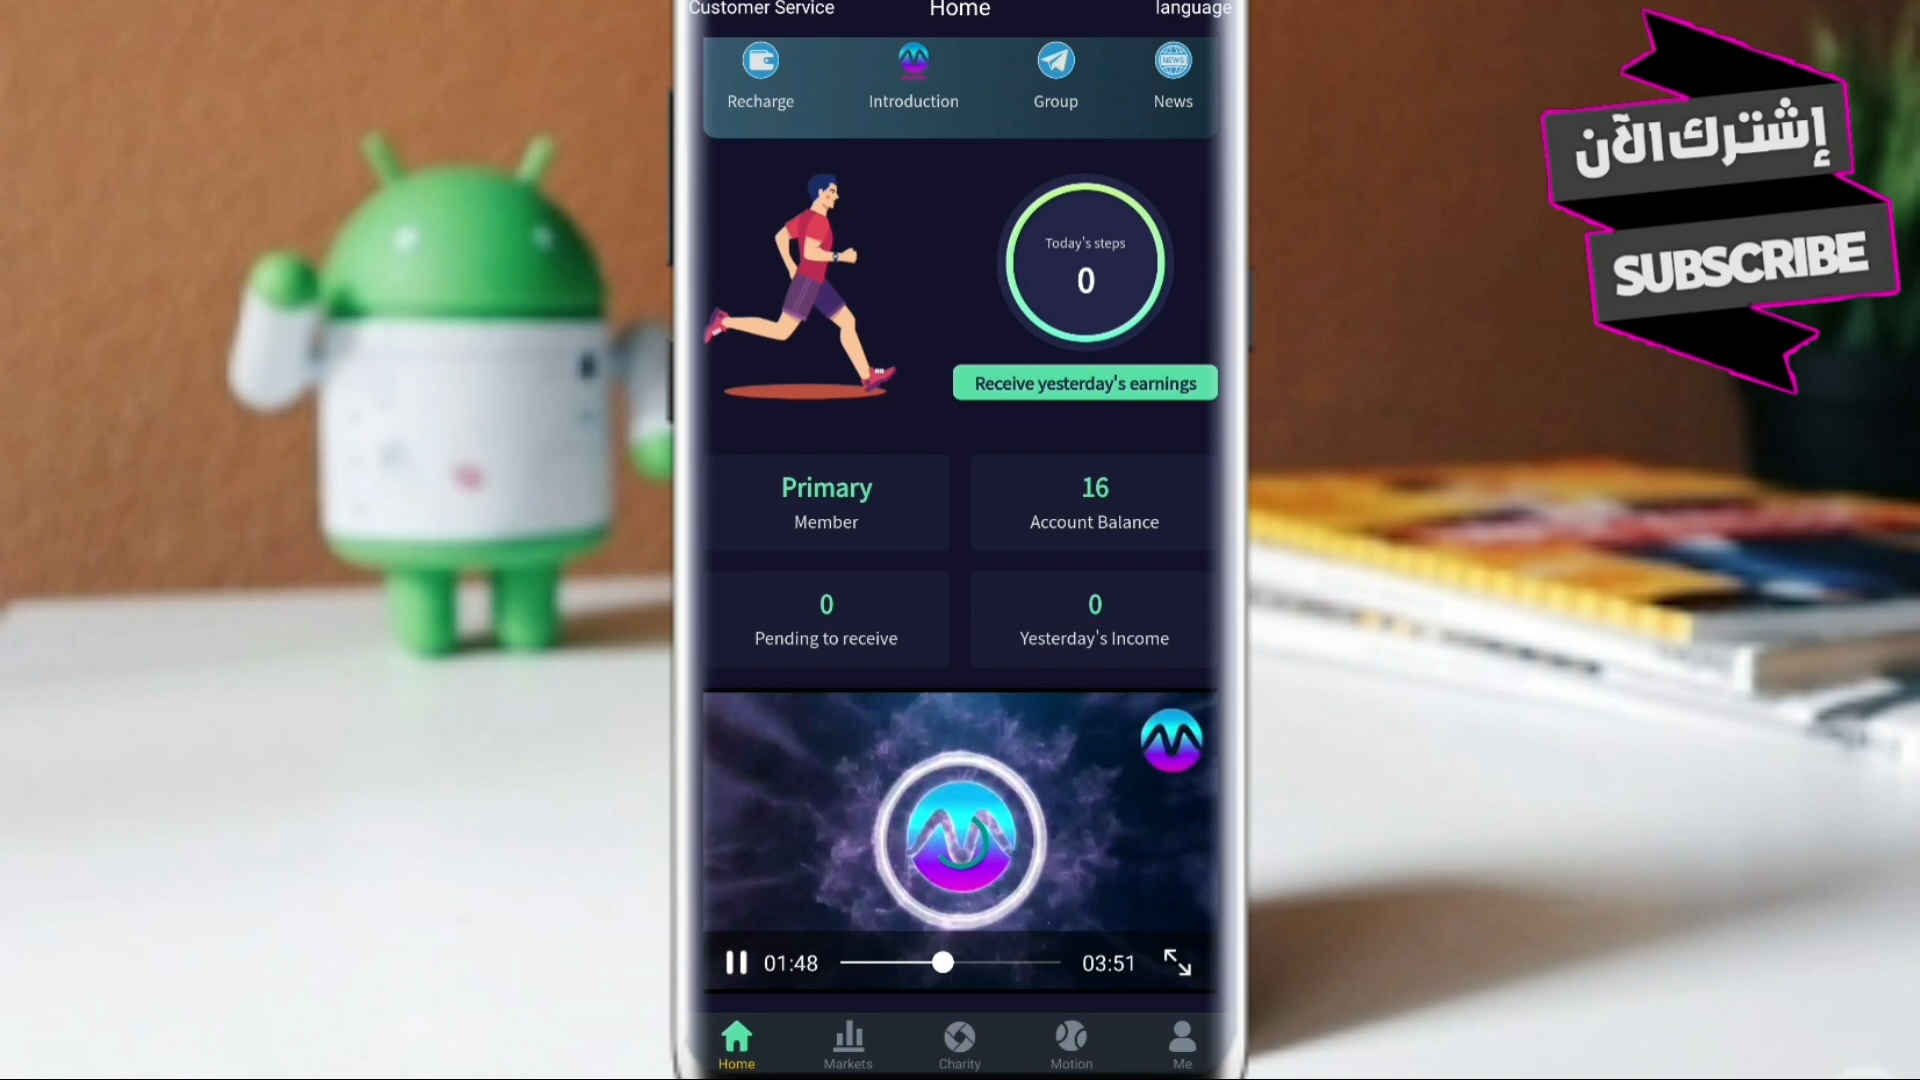 Customer Service
Home
language
Recharge
Introduction
Group
NEWS
News
إشترك الآن
SUBSCRIBE
Today's steps
0
Receive yesterday's earnings
Primary
Member
16
Account Balance
0
Pending to receive
0
Yesterday's Income
01:48
03:51
Home
Markets
Charity
Motion
Me